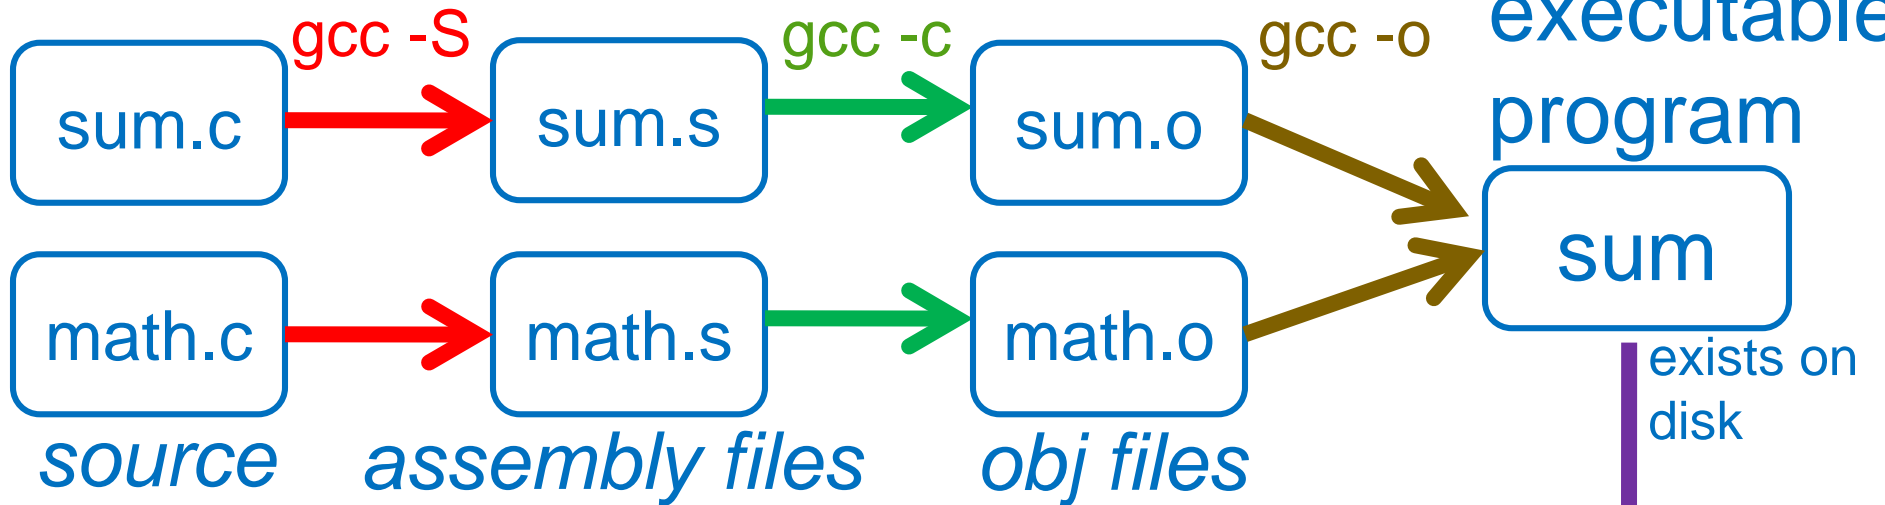 gcc -S
gcc -c
gcc -o
executable
program
sum.c
sum.s
sum.o
sum
math.c
math.s
math.o
exists on
disk
source
assembly files
obj files